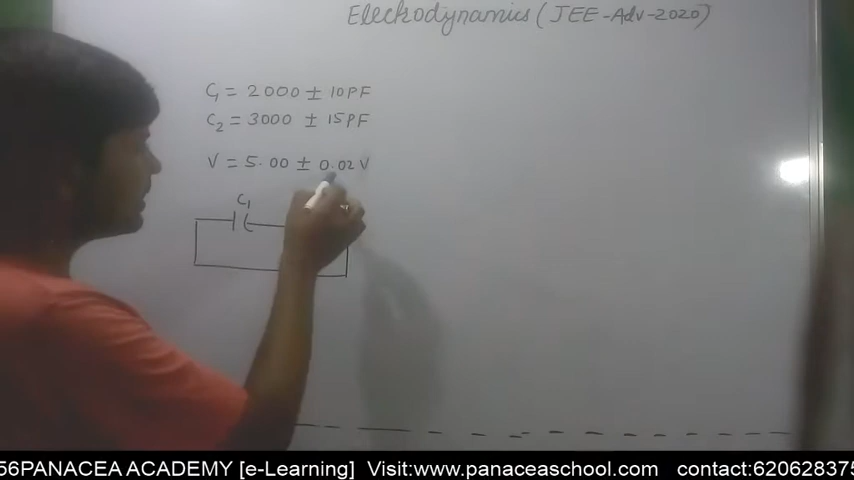 Electrodynamics (JEE-Adv-2020)
C1 = 2000 ± 10PF
C2 = 3000 ± 15PF
V = 5.00 ± 0.02 V
C1
56PANACEA ACADEMY [e-Learning] Visit:www.panaceaschool.com contact:620628375